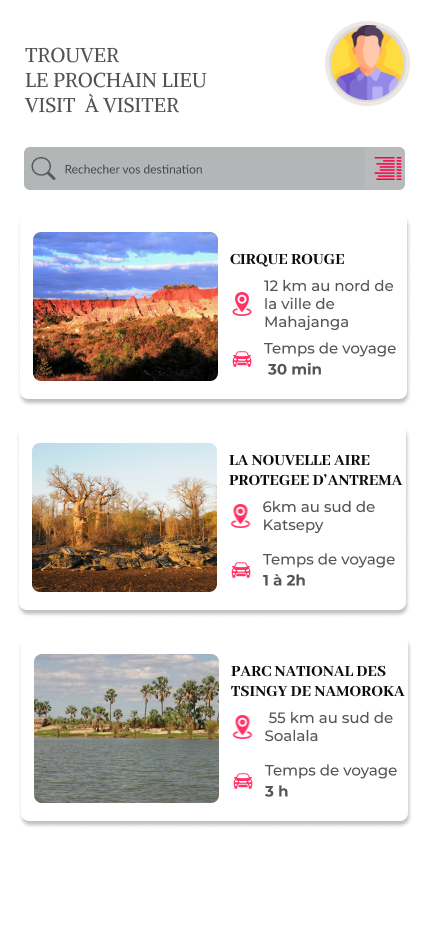 TROUVER
LE PROCHAIN LIEU
VISIT À VISITER
Rechecher vos destination
CIRQUE ROUGE
12 km au nord de
la ville de
Mahajanga
Temps de voyage
30 min
LA NOUVELLE AIRE
PROTEGEE D'ANTREMA
6km au sud de
Katsepy
Temps de voyage
1 à 2h
PARC NATIONAL DES
TSINGY DE NAMOROKA
55 km au sud de
Soalala
Temps de voyage
3 h